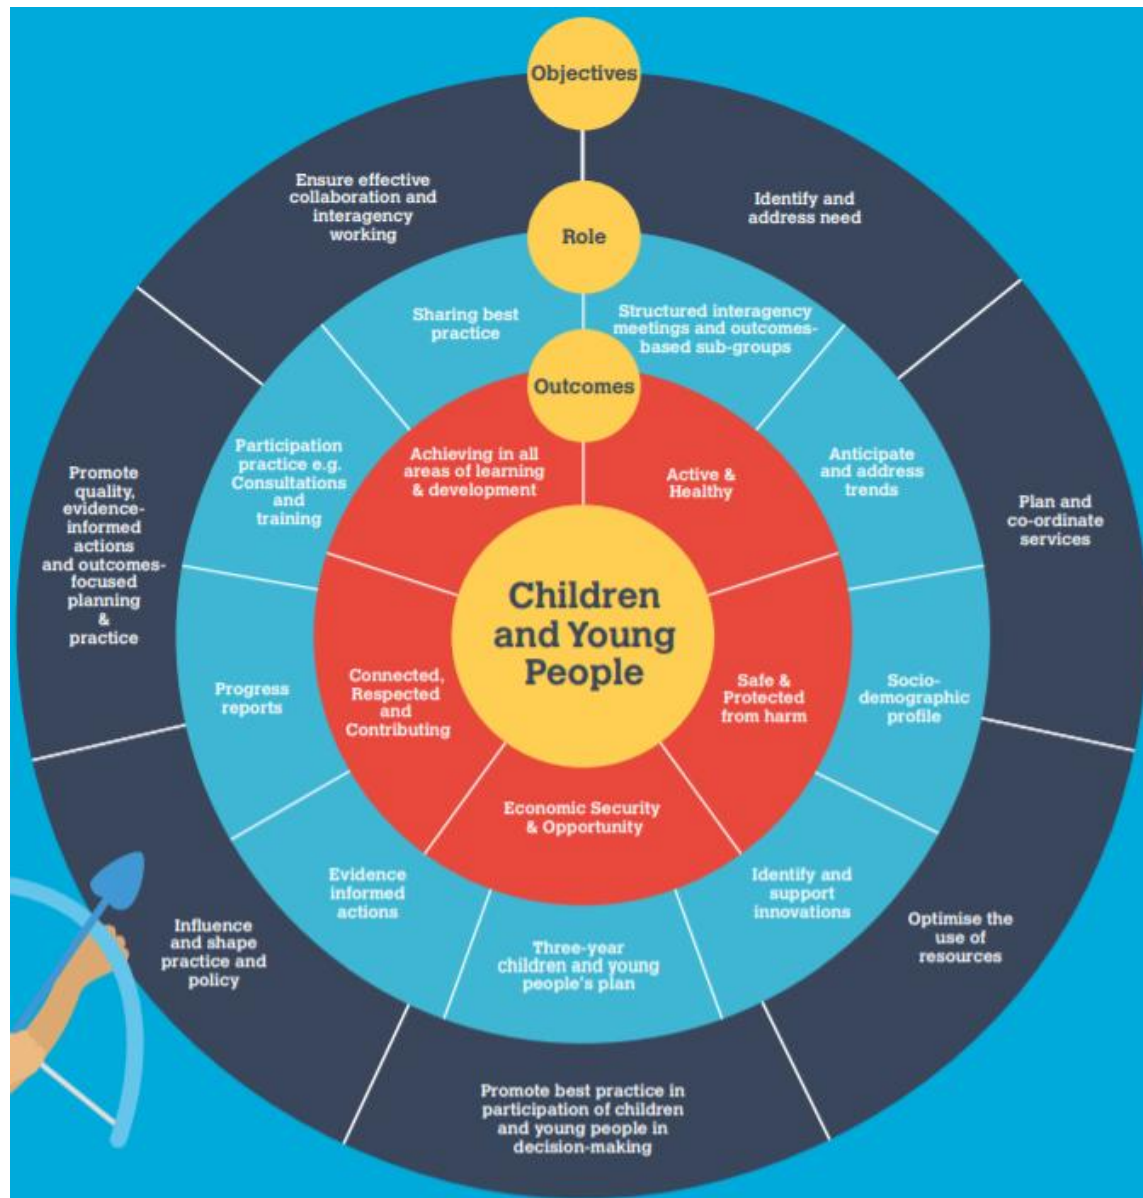 Objectives
Ensure effective
collaboration and
interagency
working
Identify and
address need
Plan and
co-ordinate
services
Optimise the
use of
resources
Promote best practice in
participation of children
and young people in
decision-making
Influence
and shape
practice and
policy
Promote
quality,
evidence-
informed
actions
and outcomes-
focused
planning
&
practice
Role
Sharing best
practice
Structured interagency
meetings and outcomes-
based sub-groups
Anticipate
and address
trends
Socio-
demographic
profile
Identify and
support
innovations
Three-year
children and young
people's plan
Evidence
informed
actions
Progress
reports
Participation
practice e.g.
Consultations
and
training
Outcomes
Achieving in all
areas of learning
& development
Active &
Healthy
Safe &
Protected
from harm
Economic Security
& Opportunity
Connected,
Respected
and
Contributing
Children
and Young
People